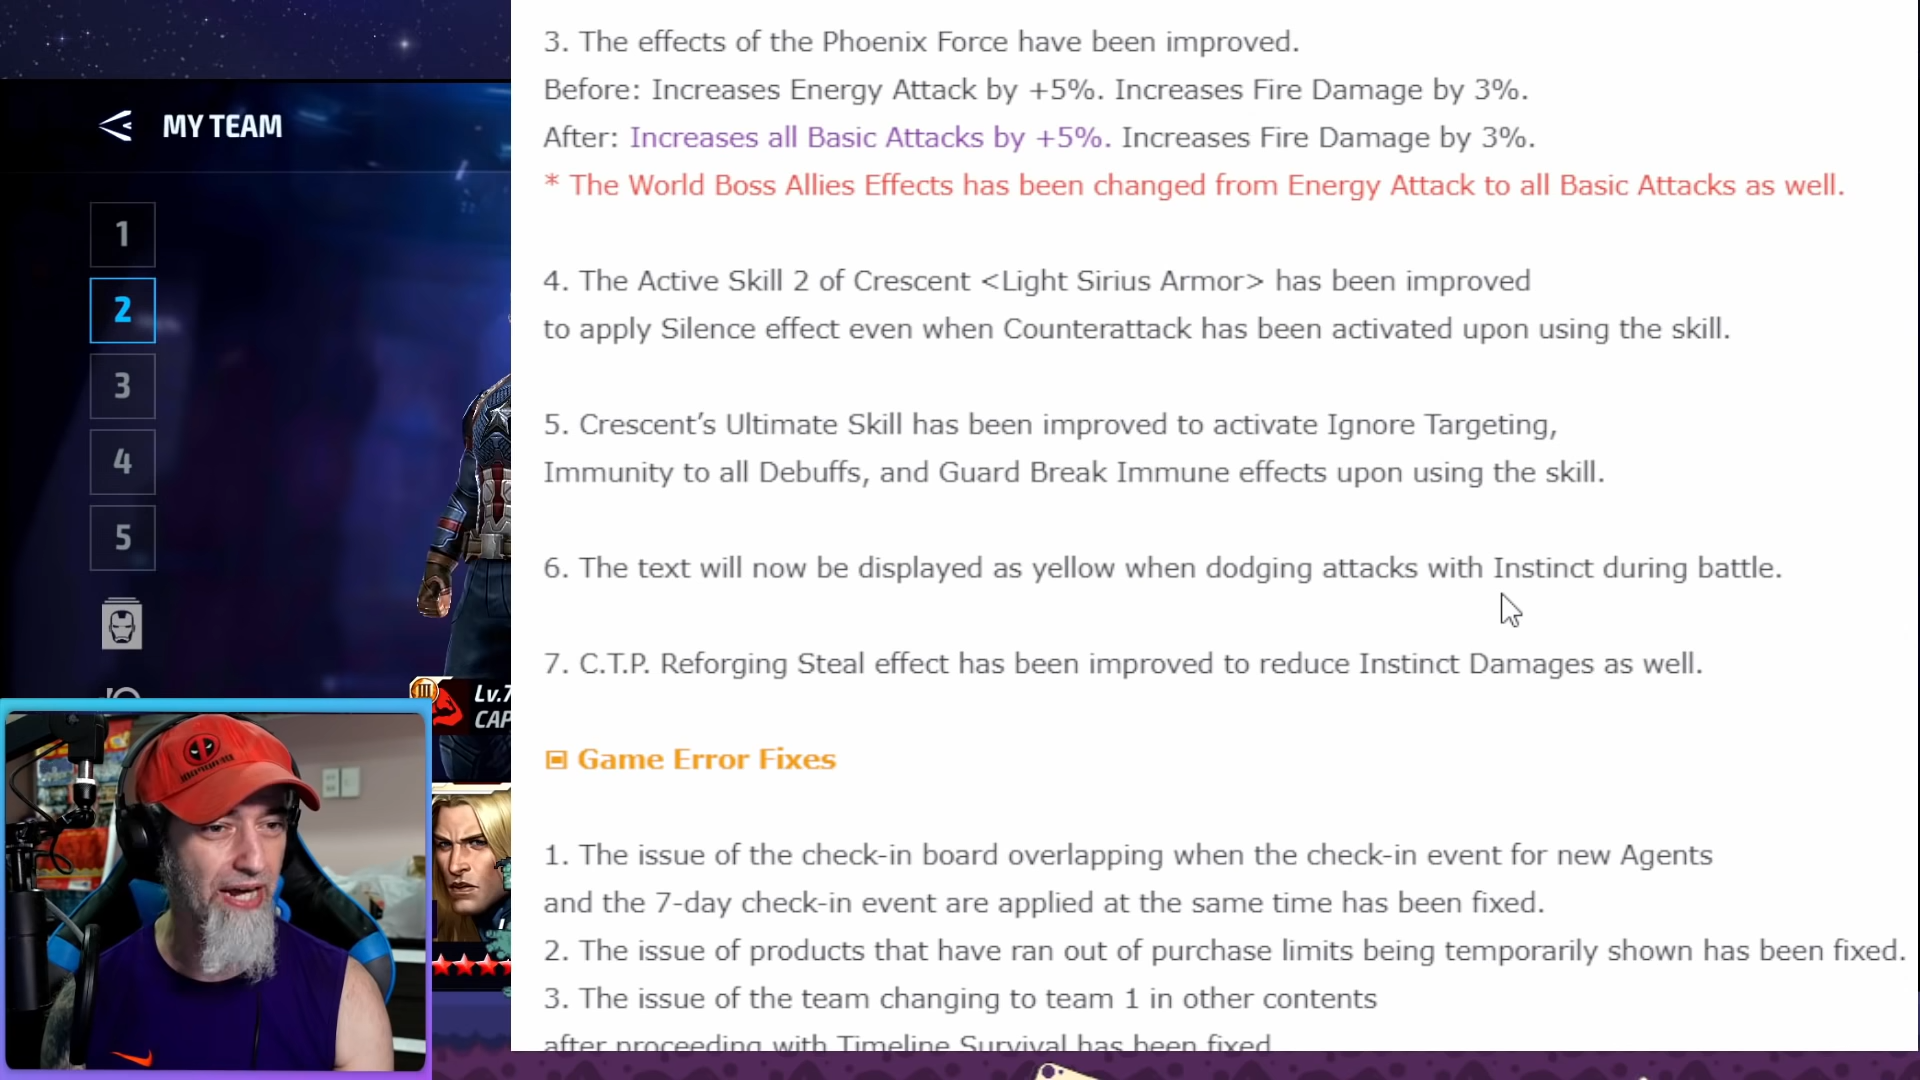 MY TEAM
1
2
3
4
5
III
Lv.7
CAP
3. The effects of the Phoenix Force have been improved.
Before: Increases Energy Attack by +5%. Increases Fire Damage by 3%.
After: Increases all Basic Attacks by +5%. Increases Fire Damage by 3%.
* The World Boss Allies Effects has been changed from Energy Attack to all Basic Attacks as well.
4. The Active Skill 2 of Crescent <Light Sirius Armor> has been improved
to apply Silence effect even when Counterattack has been activated upon using the skill.
5. Crescent’s Ultimate Skill has been improved to activate Ignore Targeting,
Immunity to all Debuffs, and Guard Break Immune effects upon using the skill.
6. The text will now be displayed as yellow when dodging attacks with Instinct during battle.
7. C.T.P. Reforging Steal effect has been improved to reduce Instinct Damages as well.
Game Error Fixes
1. The issue of the check-in board overlapping when the check-in event for new Agents
and the 7-day check-in event are applied at the same time has been fixed.
2. The issue of products that have ran out of purchase limits being temporarily shown has been fixed.
3. The issue of the team changing to team 1 in other contents
after proceeding with Timeline Survival has been fixed